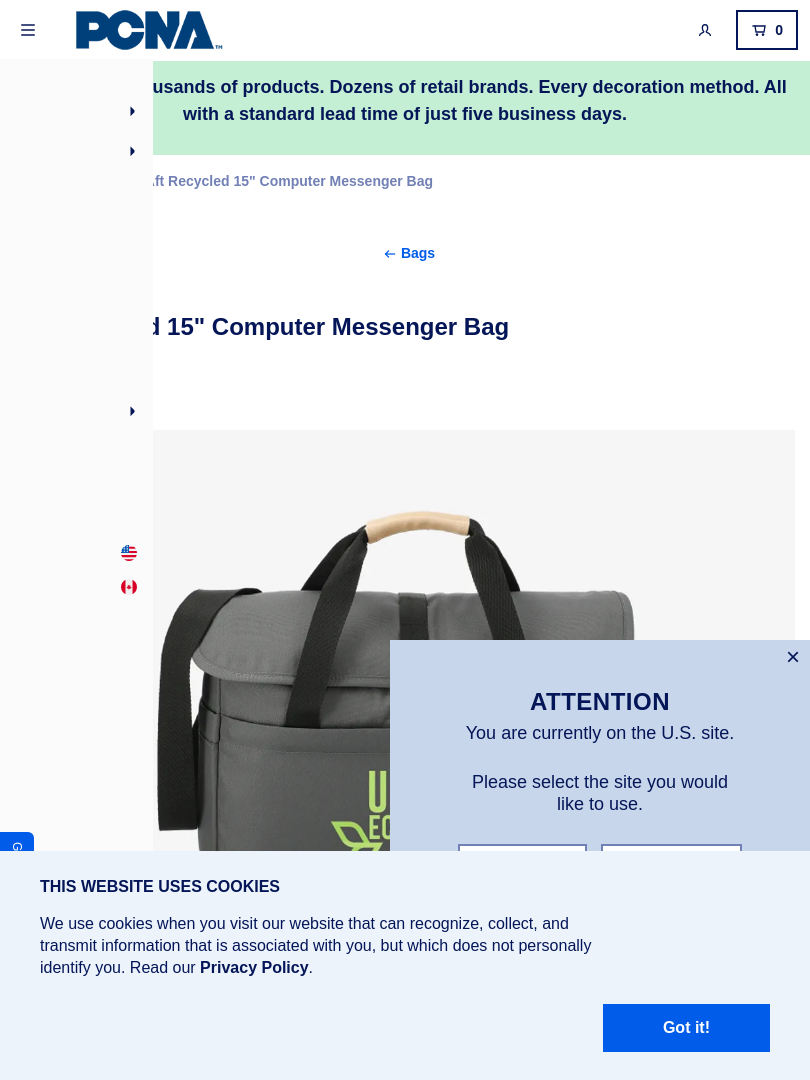 PCNA
0
usands of products. Dozens of retail brands. Every decoration method. All
with a standard lead time of just five business days.
ft Recycled 15" Computer Messenger Bag
Bags
d 15" Computer Messenger Bag
ATTENTION
You are currently on the U.S. site.
Please select the site you would
like to use.
U
EC
G
THIS WEBSITE USES COOKIES
We use cookies when you visit our website that can recognize, collect, and
transmit information that is associated with you, but which does not personally
identify you. Read our Privacy Policy.
Got it!